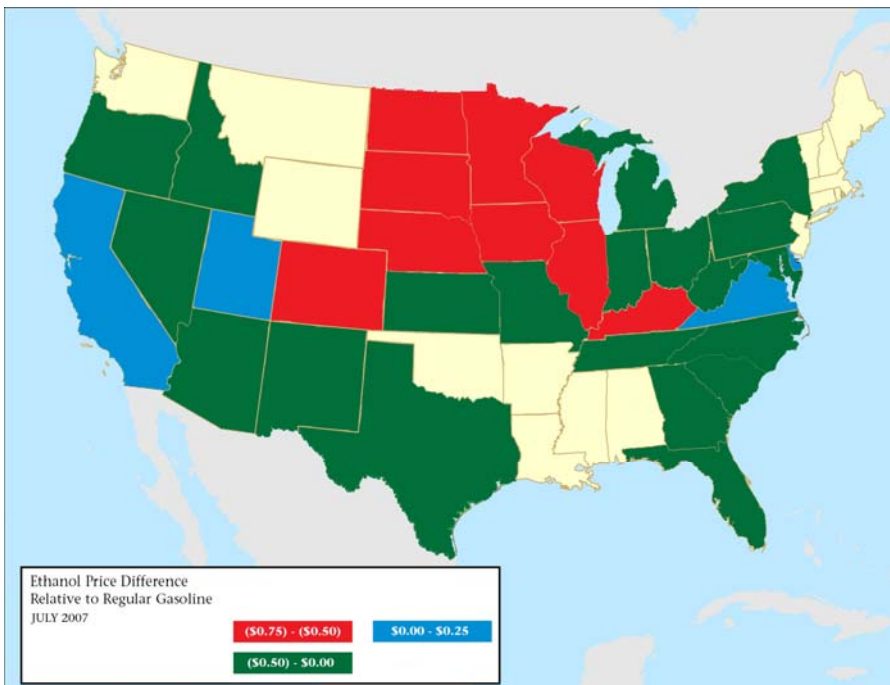 Ethanol Price Difference
Relative to Regular Gasoline
JULY 2007
($0.75) - ($0.50)
$0.00 - $0.25
($0.50) - $0.00